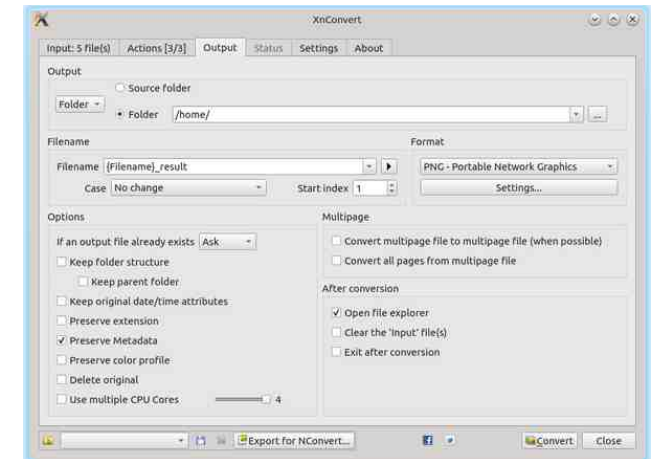 XnConvert
Input: 5 file(s) Actions [3/3] Output Status Settings About
Output
Folder
Source folder
Folder /home/
...
Filename
Filename {Filename}_result
Case No change Start index 1
Format
PNG - Portable Network Graphics
Settings...
Options
If an output file already exists Ask
Keep folder structure
Keep parent folder
Keep original date/time attributes
Preserve extension
Preserve Metadata
Preserve color profile
Delete original
Use multiple CPU Cores 4
Multipage
Convert multipage file to multipage file (when possible)
Convert all pages from multipage file
After conversion
Open file explorer
Clear the 'Input' file(s)
Exit after conversion
Export for NConvert... Convert Close